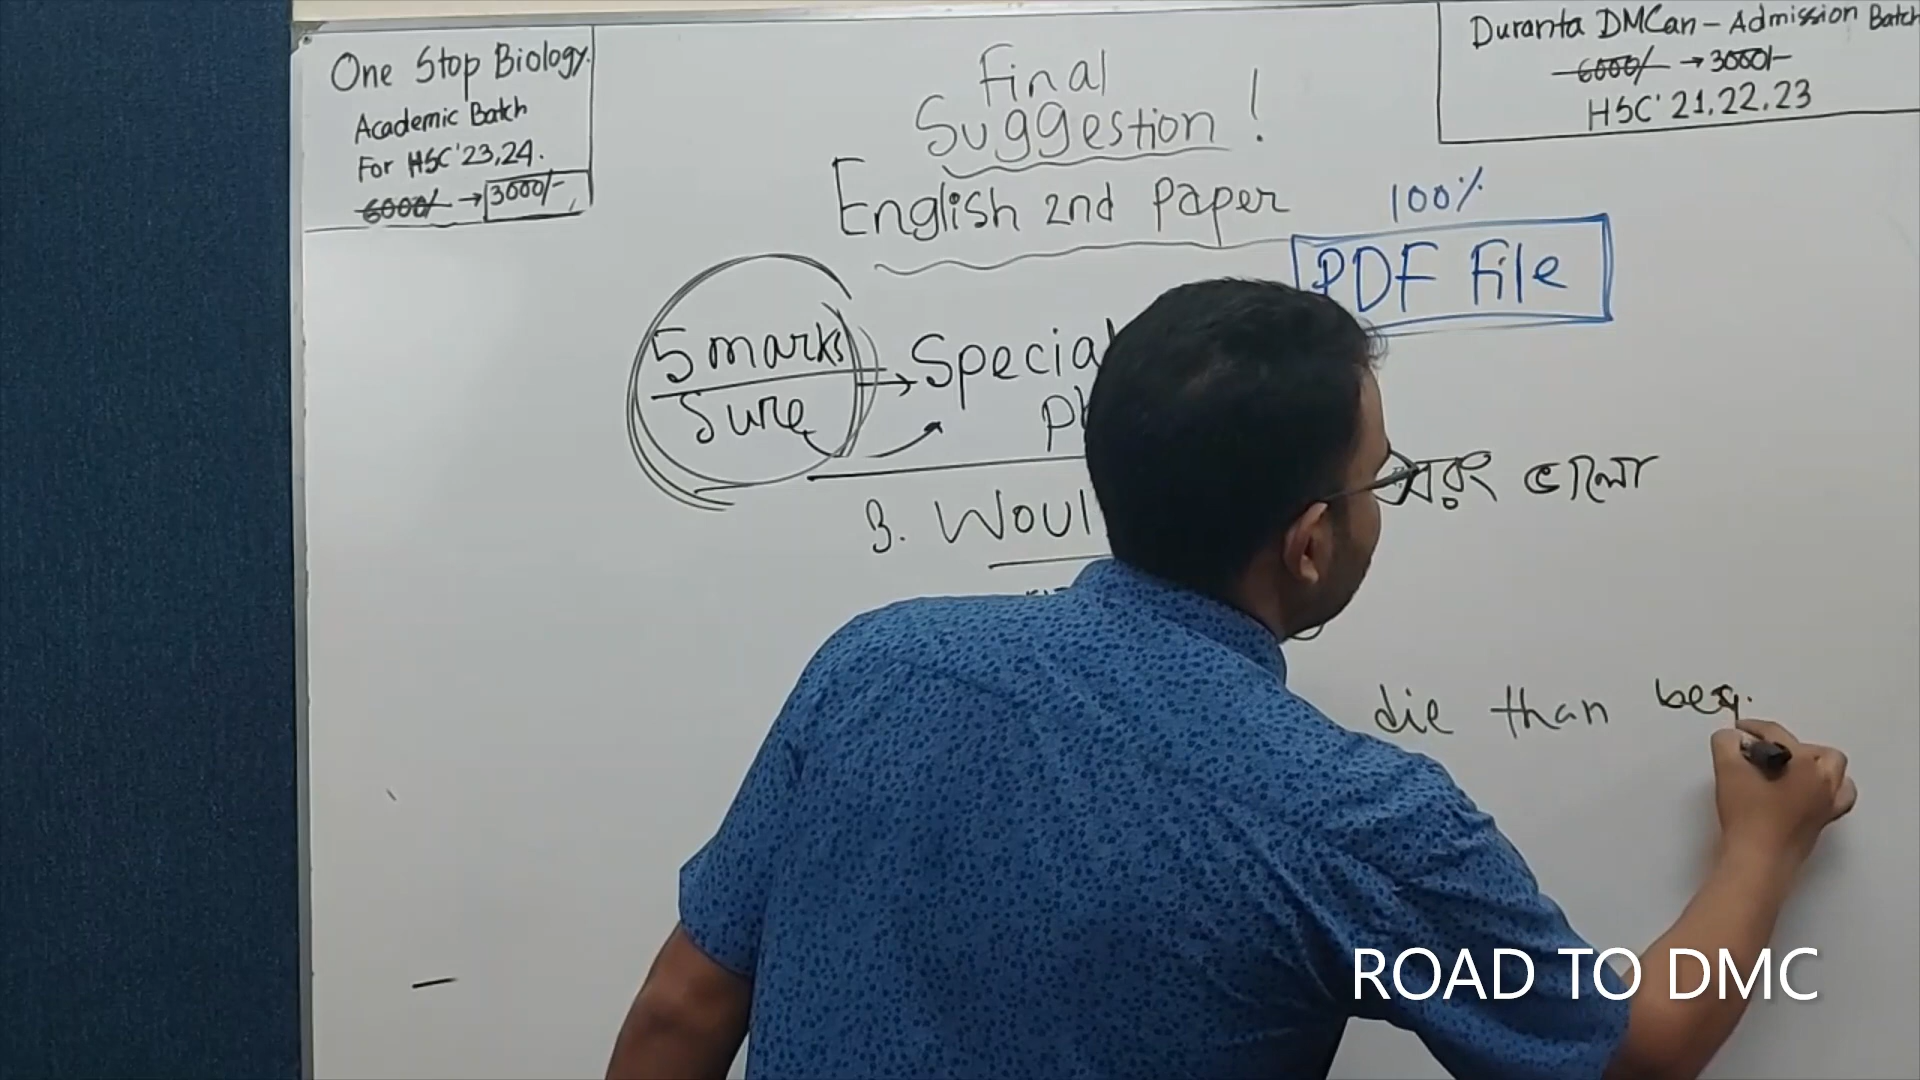 One Stop Biology.
Academic Batch
For HSC'23,24.
6000/- → 3000/-
Final
Suggestion!
English 2nd Paper
Duranta DMCan - Admission Batch
6000/- → 3000/-
HSC'21,22,23
100%
PDF File
5 marks → Special
Sure
3. Woul
বরং ভালো
die than beg.
ROAD TO DMC